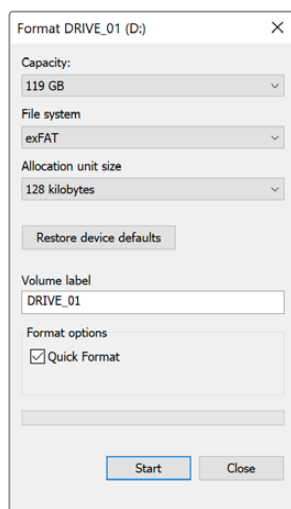 Format DRIVE_01 (D:)
Capacity:
119 GB
File system
exFAT
Allocation unit size
128 kilobytes
Restore device defaults
Volume label
DRIVE_01
Format options
Quick Format
Start Close